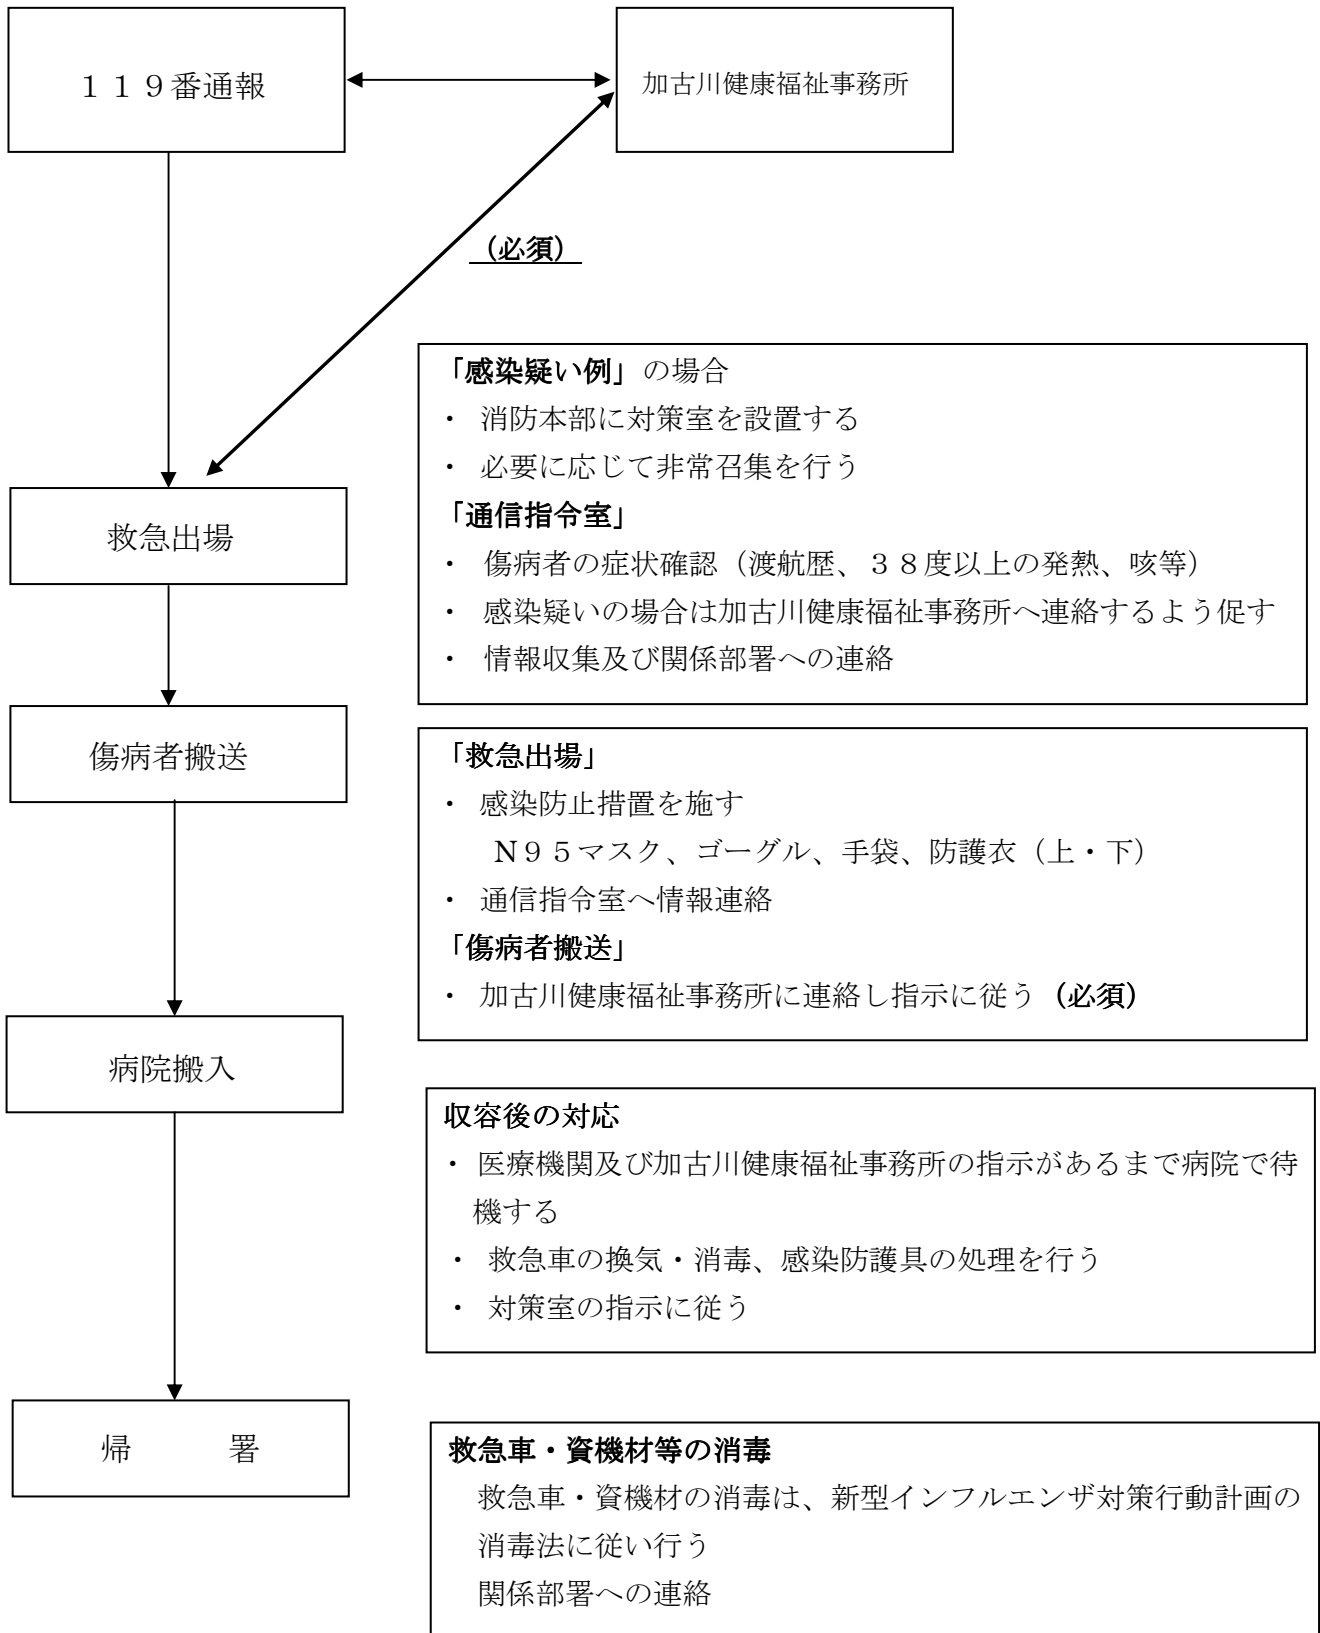 １１９番通報
加古川健康福祉事務所
（必須）
「感染疑い例」の場合
・ 消防本部に対策室を設置する
・ 必要に応じて非常召集を行う
「通信指令室」
・ 傷病者の症状確認（渡航歴、３８度以上の発熱、咳等）
・ 感染疑いの場合は加古川健康福祉事務所へ連絡するよう促す
・ 情報収集及び関係部署への連絡
救急出場
傷病者搬送
「救急出場」
・ 感染防止措置を施す
N９５マスク、ゴーグル、手袋、防護衣（上・下）
・ 通信指令室へ情報連絡
「傷病者搬送」
・ 加古川健康福祉事務所に連絡し指示に従う（必須）
病院搬入
収容後の対応
・ 医療機関及び加古川健康福祉事務所の指示があるまで病院で待
機する
・ 救急車の換気・消毒、感染防護具の処理を行う
・ 対策室の指示に従う
帰　　　署
救急車・資機材等の消毒
救急車・資機材の消毒は、新型インフルエンザ対策行動計画の
消毒法に従い行う
関係部署への連絡